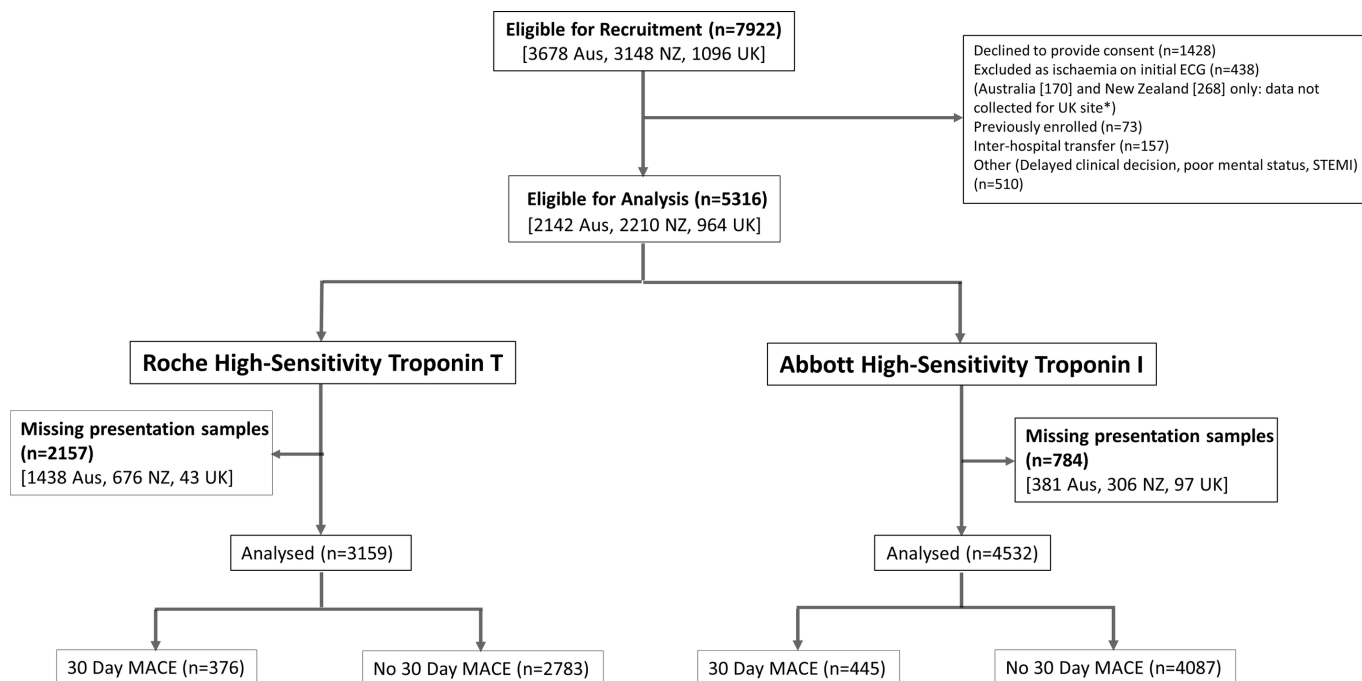 Eligible for Recruitment (n=7922)
[3678 Aus, 3148 NZ, 1096 UK]
Declined to provide consent (n=1428)
Excluded as ischaemia on initial ECG (n=438)
(Australia [170] and New Zealand [268] only: data not
collected for UK site*)
Previously enrolled (n=73)
Inter-hospital transfer (n=157)
Other (Delayed clinical decision, poor mental status, STEMI)
(n=510)
Eligible for Analysis (n=5316)
[2142 Aus, 2210 NZ, 964 UK]
Roche High-Sensitivity Troponin T
Abbott High-Sensitivity Troponin I
Missing presentation samples
(n=2157)
[1438 Aus, 676 NZ, 43 UK]
Missing presentation samples
(n=784)
[381 Aus, 306 NZ, 97 UK]
Analysed (n=3159)
Analysed (n=4532)
30 Day MACE (n=376)
No 30 Day MACE (n=2783)
30 Day MACE (n=445)
No 30 Day MACE (n=4087)